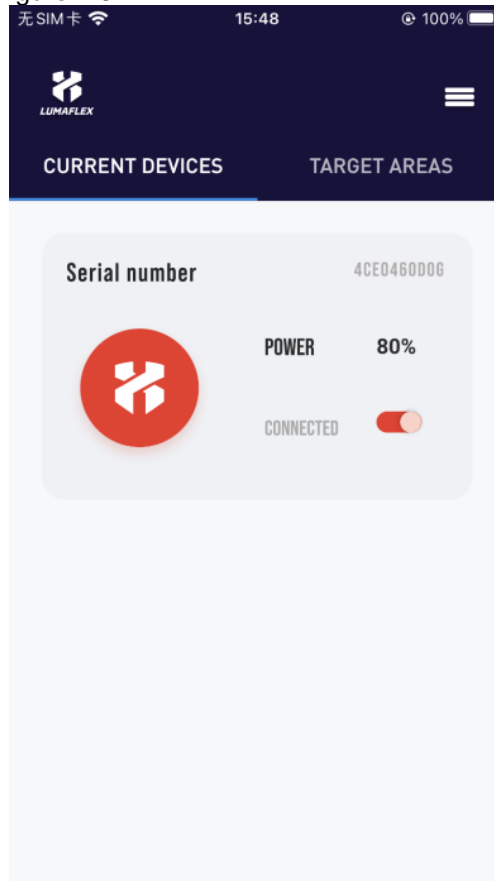 无SIM卡 15:48 100%
LUMAFLEX
CURRENT DEVICES TARGET AREAS
Serial number 4CE0460D0G
POWER 80%
CONNECTED